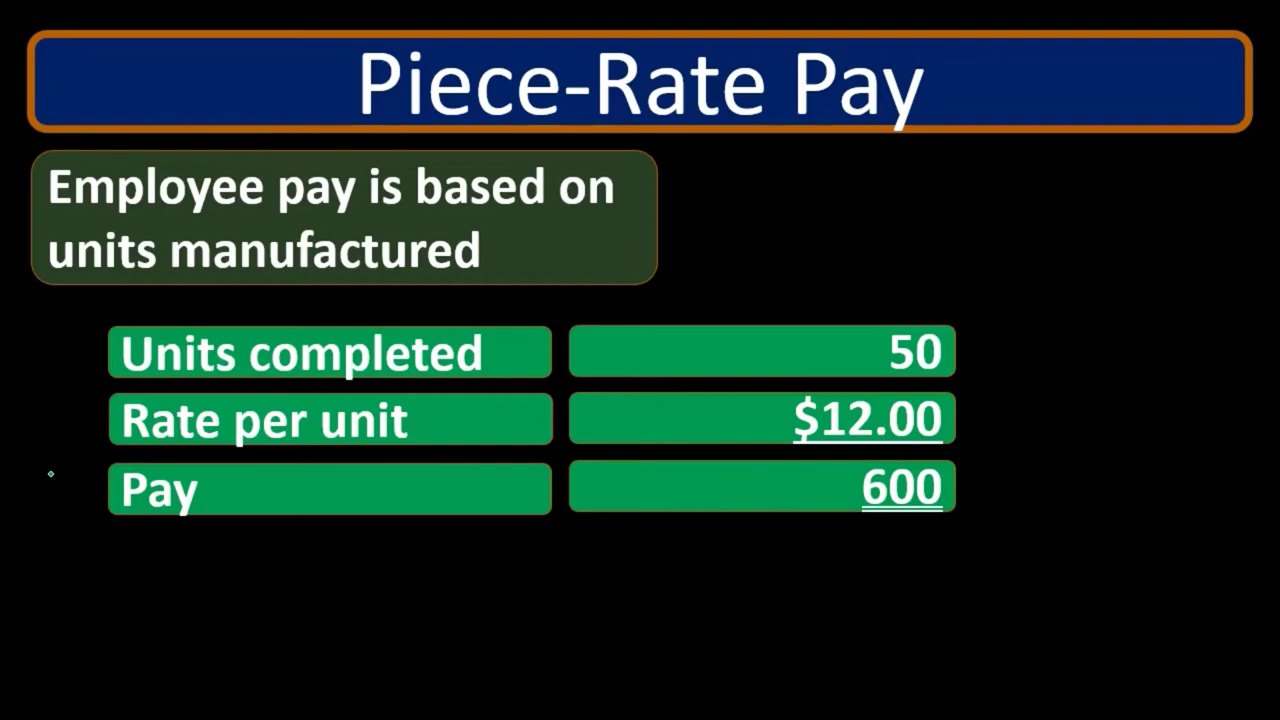 Piece-Rate Pay
Employee pay is based on
units manufactured
Units completed 50
Rate per unit $12.00
Pay 600